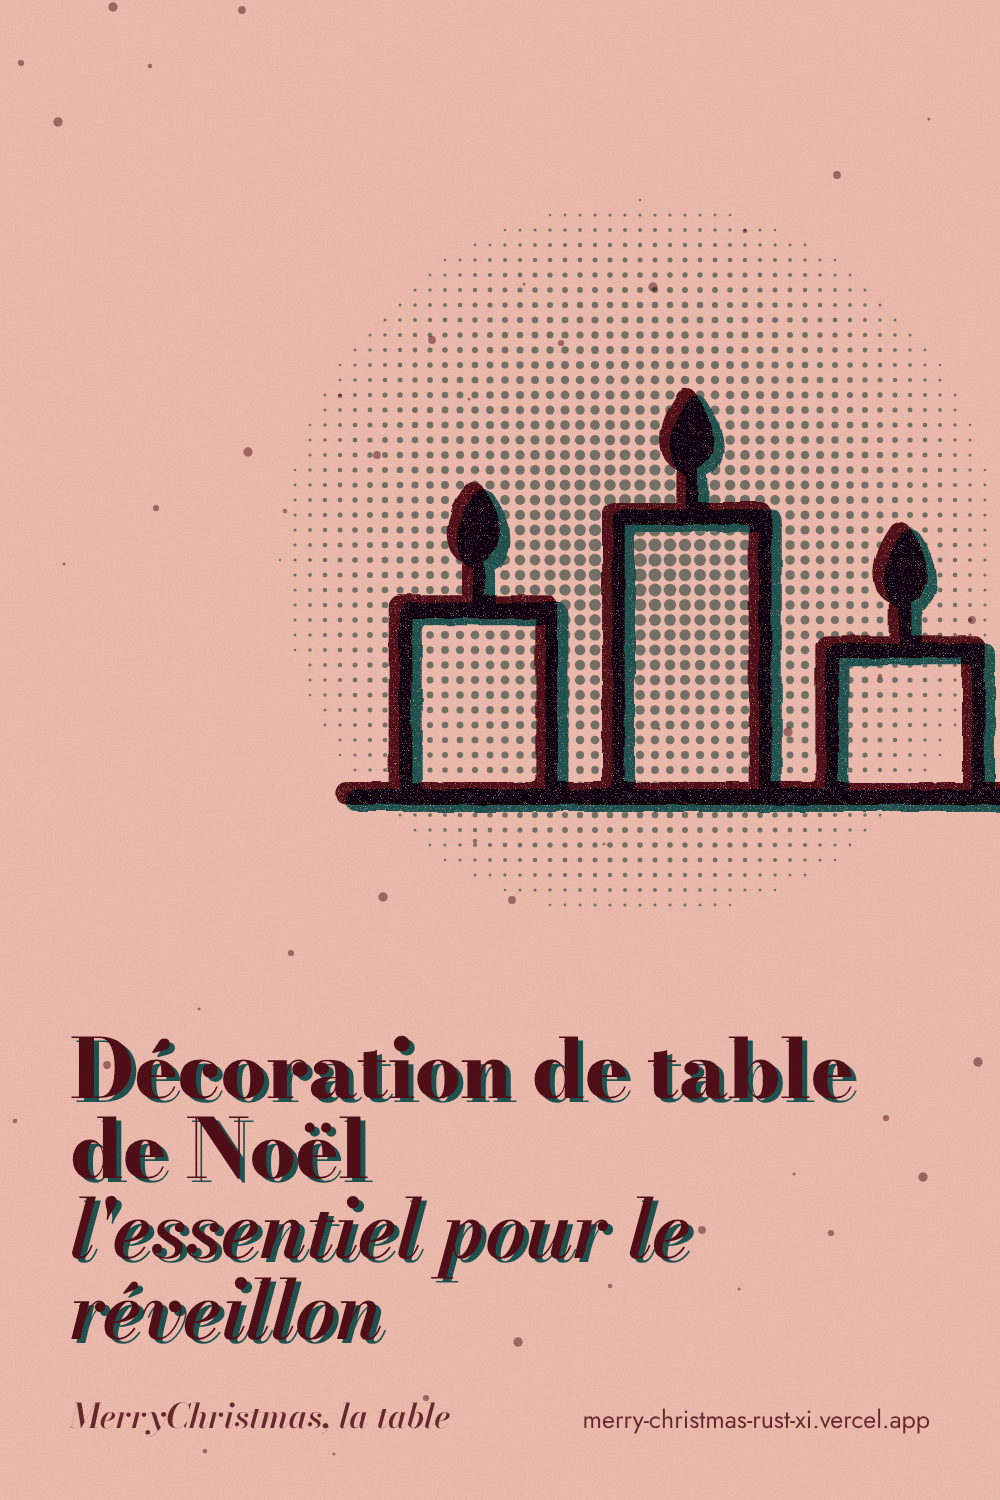 Décoration de table
de Noël
l'essentiel pour le
réveillon
MerryChristmas, la table
merry-christmas-rust-xi.vercel.app